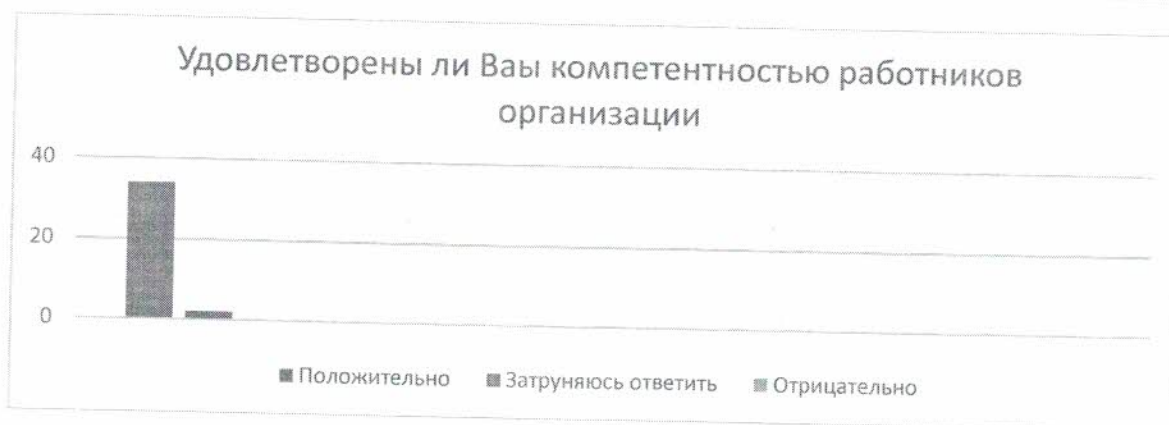 Удовлетворены ли Ваы компетентностью работников
организации
40
20
0
Положительно Затруняюсь ответить Отрицательно